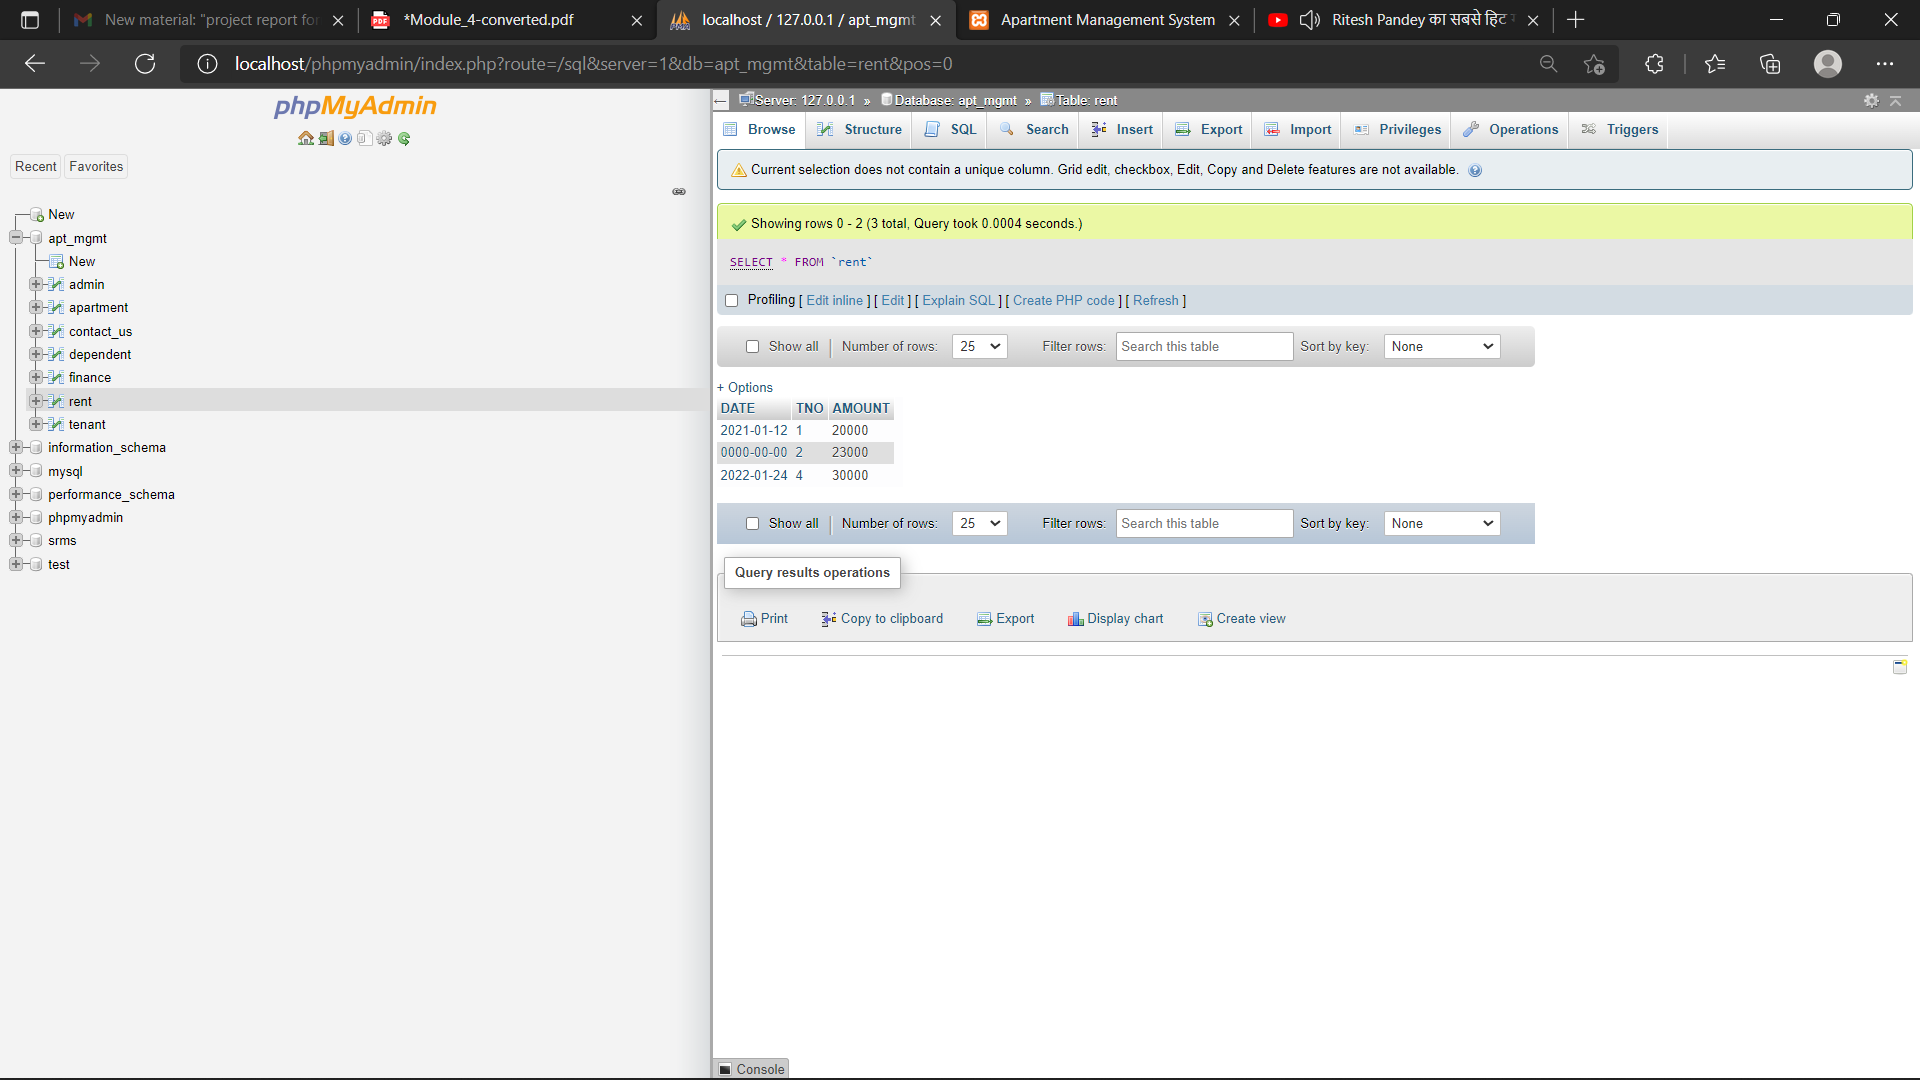 New material: "project report for
*Module_4-converted.pdf
localhost / 127.0.0.1 / apt_mgmt
Apartment Management System
Ritesh Pandey का सबसे हिट
localhost/phpmyadmin/index.php?route=/sql&server=1&db=apt_mgmt&table=rent&pos=0
phpMyAdmin
Recent Favorites
New
apt_mgmt
New
admin
apartment
contact_us
dependent
finance
rent
tenant
information_schema
mysql
performance_schema
phpmyadmin
srms
test
Server: 127.0.0.1 » Database: apt_mgmt » Table: rent
Browse Structure SQL Search Insert Export Import Privileges Operations Triggers
Current selection does not contain a unique column. Grid edit, checkbox, Edit, Copy and Delete features are not available.
Showing rows 0 - 2 (3 total, Query took 0.0004 seconds.)
SELECT * FROM `rent`
Profiling [ Edit inline ] [ Edit ] [ Explain SQL ] [ Create PHP code ] [ Refresh ]
Show all Number of rows: 25 Filter rows: Search this table Sort by key: None
+ Options
DATE TNO AMOUNT
2021-01-12 1 20000
0000-00-00 2 23000
2022-01-24 4 30000
Show all Number of rows: 25 Filter rows: Search this table Sort by key: None
Query results operations
Print Copy to clipboard Export Display chart Create view
Console